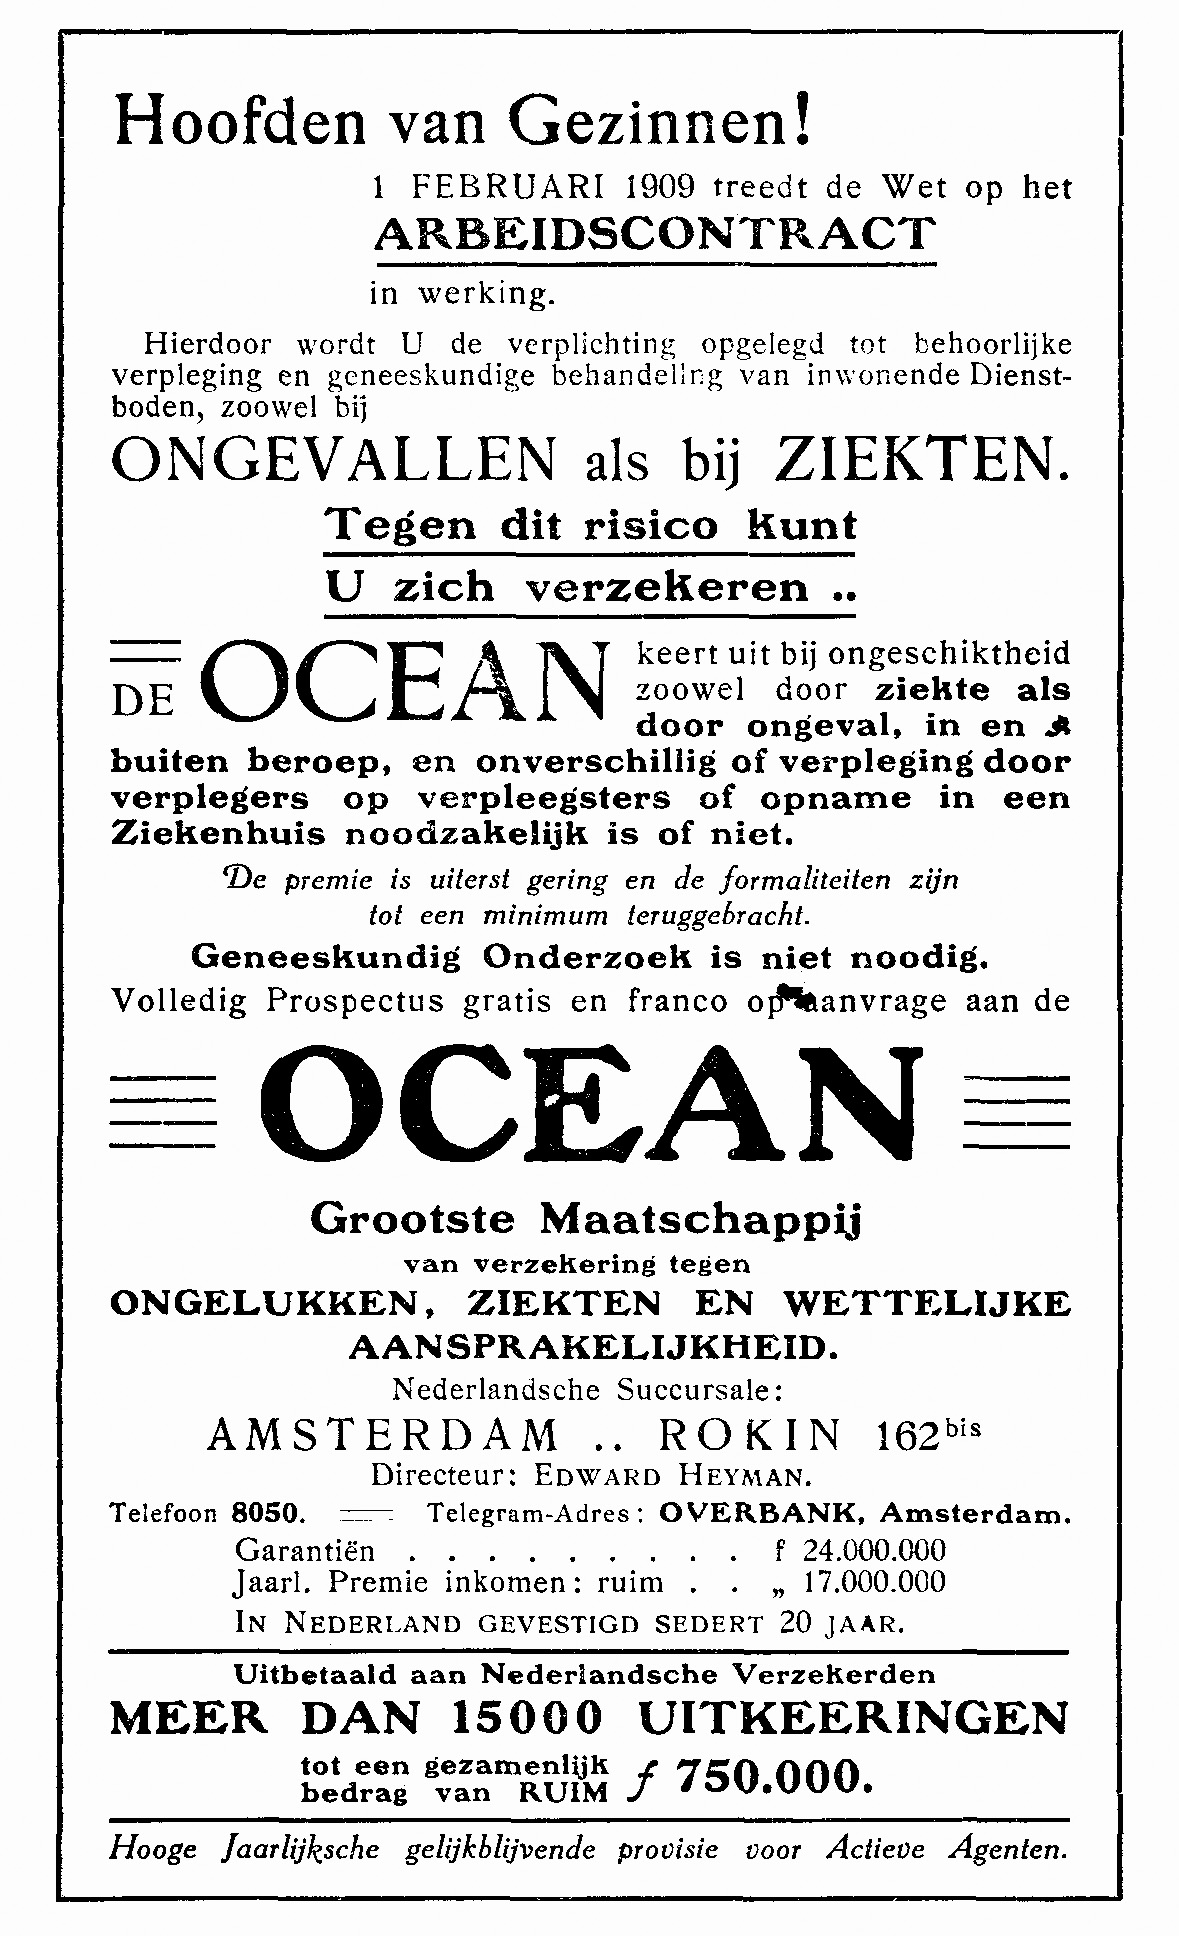 Hoofden van Gezinnen!
1 FEBRUARI 1909 treedt de Wet op het
ARBEIDSCONTRACT
in werking.
Hierdoor wordt U de verplichting opgelegd tot behoorlijke
verpleging en geneeskundige behandeling van inwonende Dienst-
boden, zoowel bij
ONGEVALLEN als bij ZIEKTEN.
Tegen dit risico kunt
U zich verzekeren ..
DE OCEAN keert uit bij ongeschiktheid
zoowel door ziekte als
door ongeval, in en
buiten beroep, en onverschillig of verpleging door
verplegers op verpleegsters of opname in een
Ziekenhuis noodzakelijk is of niet.
De premie is uiterst gering en de formaliteiten zijn
tot een minimum teruggebracht.
Geneeskundig Onderzoek is niet noodig.
Volledig Prospectus gratis en franco op aanvrage aan de
OCEAN
Grootste Maatschappij
van verzekering tegen
ONGELUKKEN, ZIEKTEN EN WETTELIJKE
AANSPRAKELIJKHEID.
Nederlandsche Succursale:
AMSTERDAM .. ROKIN 162bis
Directeur: EDWARD HEYMAN.
Telefoon 8050. Telegram-Adres: OVERBANK, Amsterdam.
Garantiën . . . . . . . . . f 24.000.000
Jaarl. Premie inkomen: ruim . . „ 17.000.000
IN NEDERLAND GEVESTIGD SEDERT 20 JAAR.
Uitbetaald aan Nederlandsche Verzekerden
MEER DAN 15000 UITKEERINGEN
tot een gezamenlijk
bedrag van RUIM f 750.000.
Hooge Jaarlijksche gelijkblijvende provisie voor Actieve Agenten.